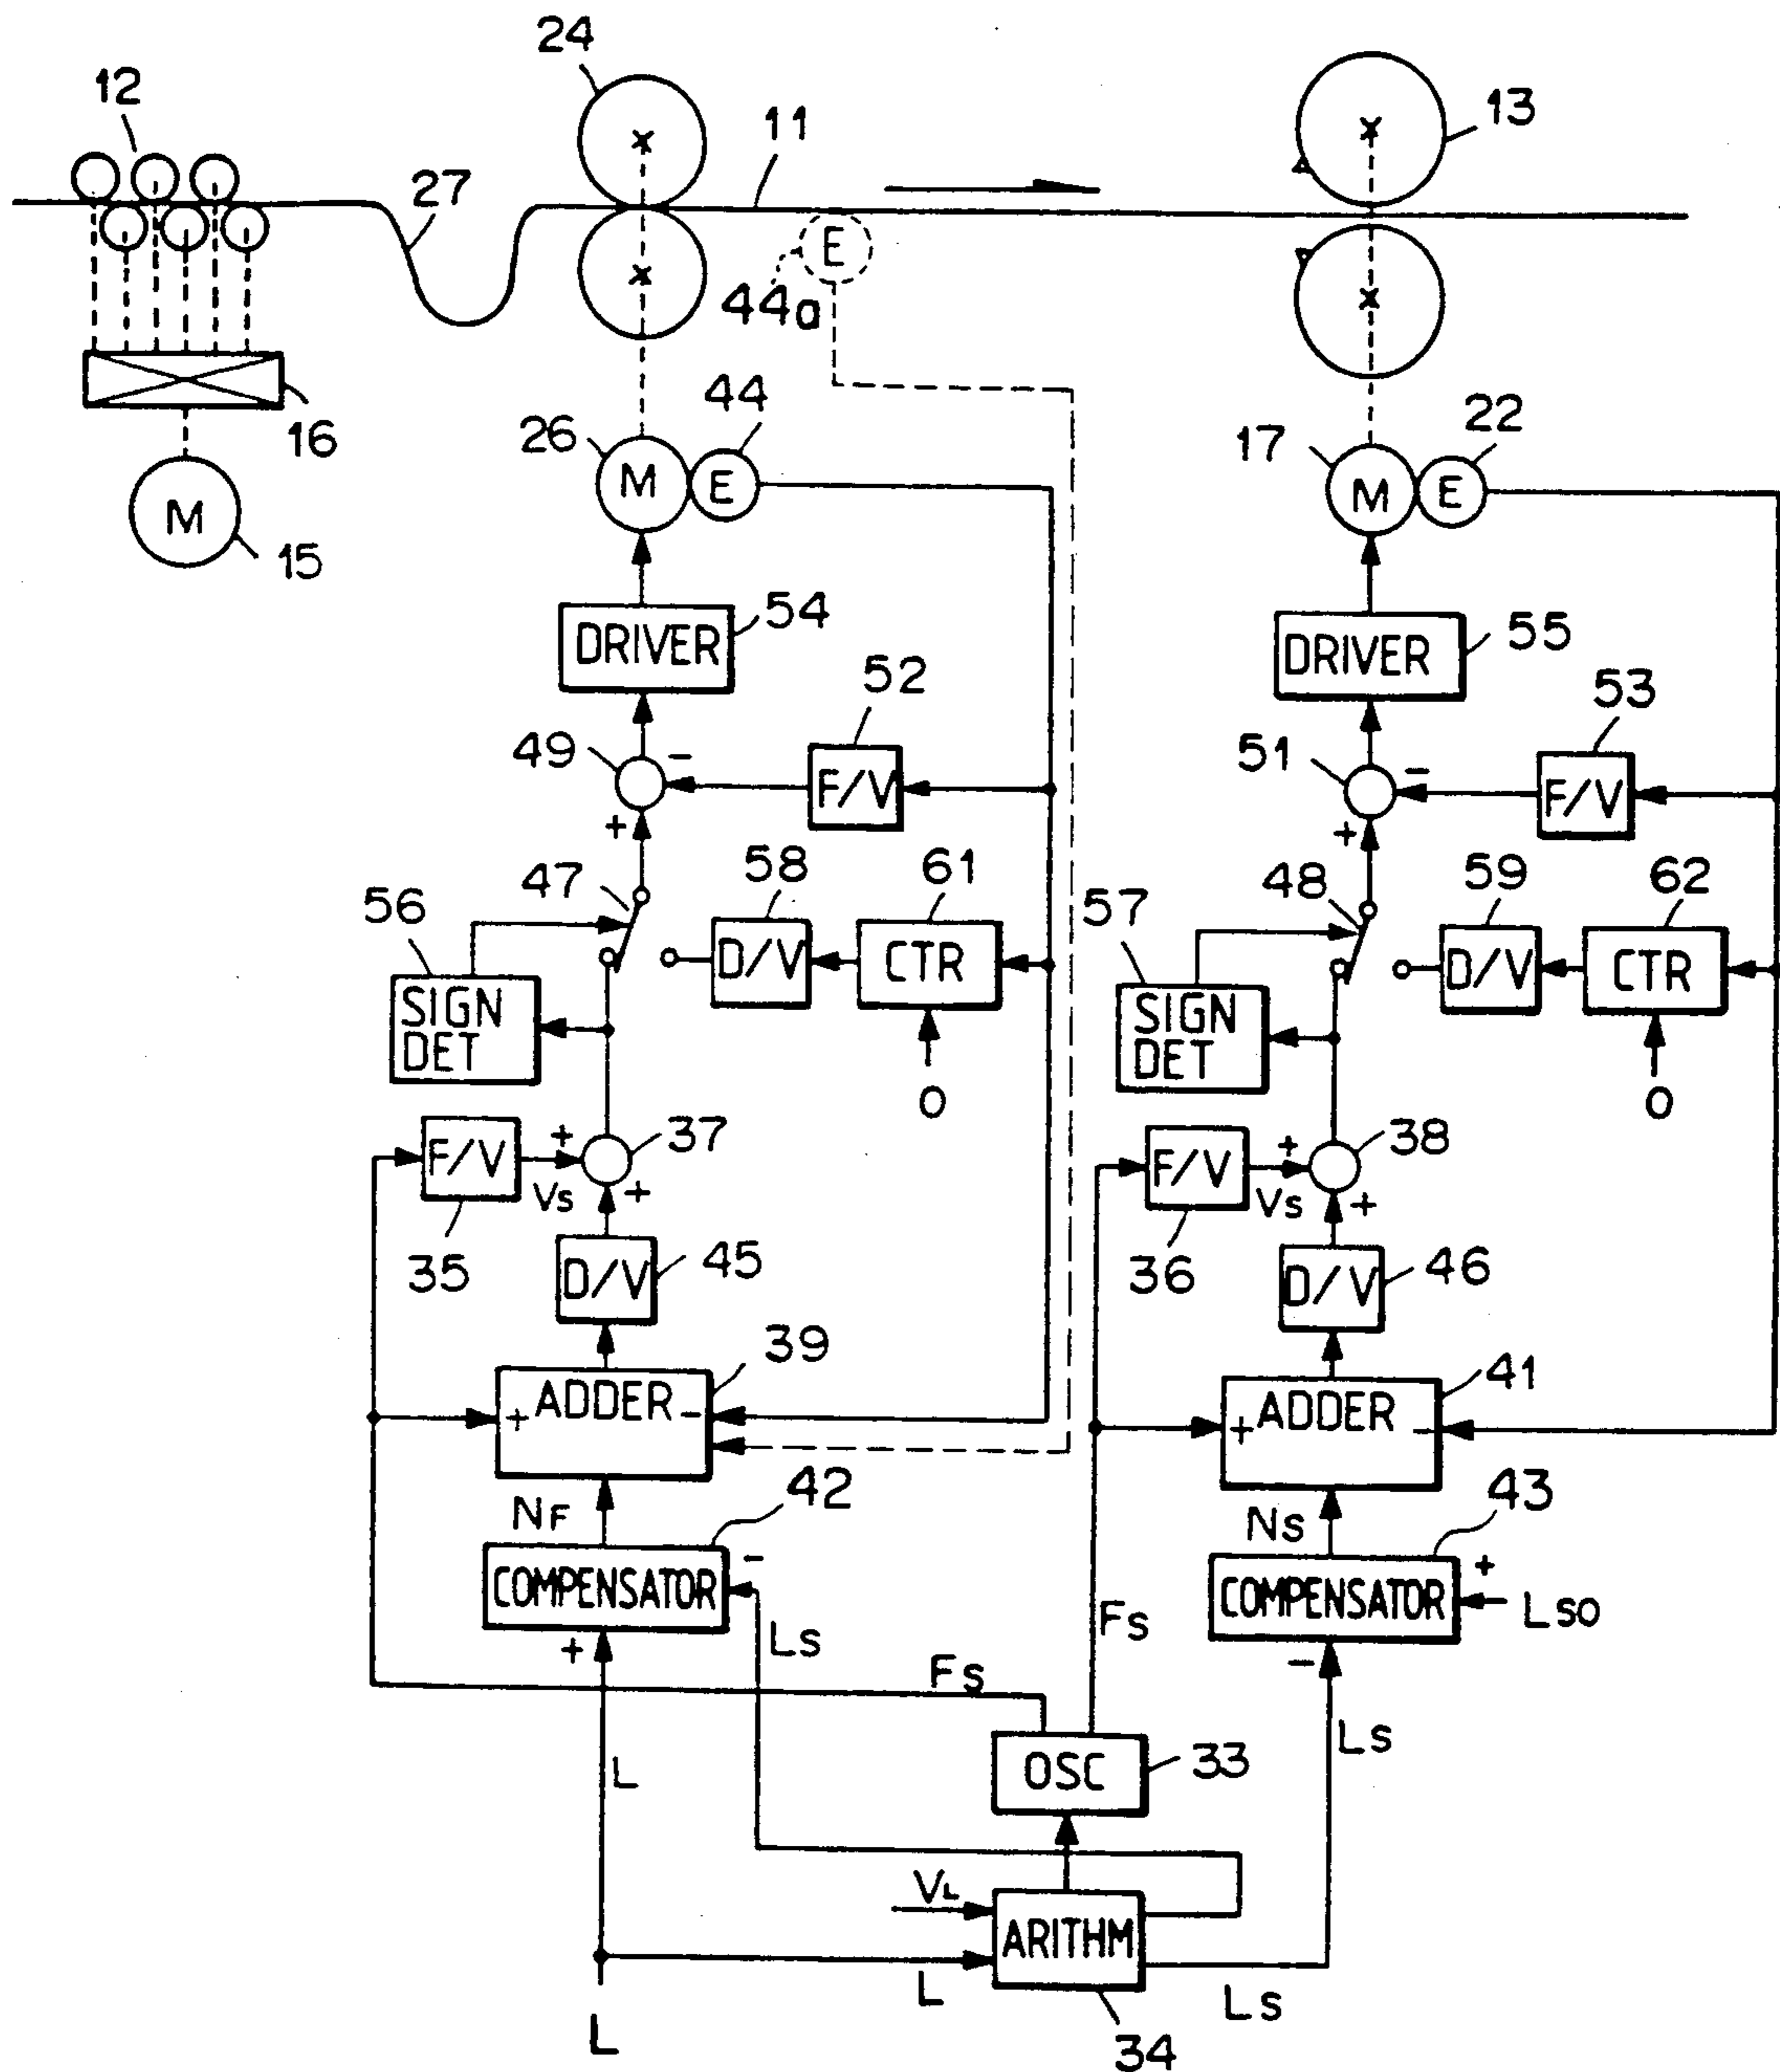 24
12
11
13
27
E
44a
16
44
22
26
17
M
E
M
E
M
15
54
55
DRIVER
DRIVER
52
53
49
-
51
-
F/V
F/V
+
+
47
58
61
48
59
62
56
57
D/V
CTR
D/V
CTR
SIGN
DET
SIGN
DET
0
0
F/V
+
37
F/V
+
38
Vs
+
Vs
+
35
45
36
46
D/V
D/V
39
41
+ ADDER -
+ ADDER -
42
43
NF
NS
-
+
COMPENSATOR
COMPENSATOR
LSO
+
Ls
Fs
-
Fs
Ls
L
OSC
33
VL
ARITHM
L
Ls
L
34